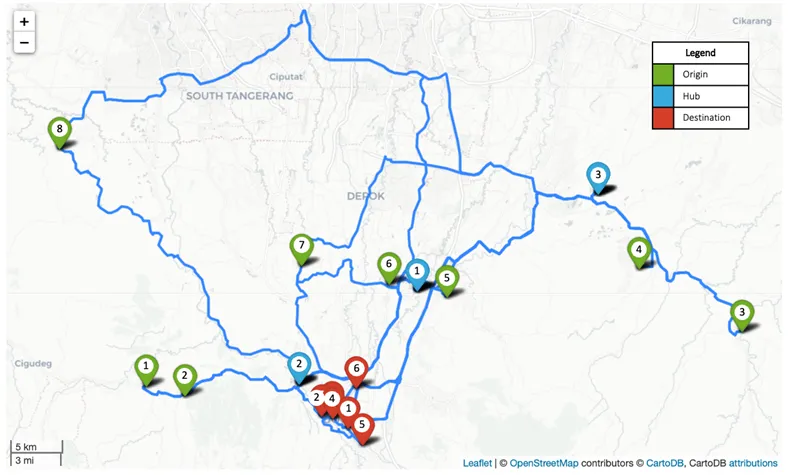 +
−
Cikarang
Legend
Origin
Hub
Destination
Ciputat
SOUTH TANGERANG
8
3
DEPOK
7
4
6
1
5
3
Cigudeg
1
2
2
6
2
4
1
5
5 km
3 mi
Leaflet | © OpenStreetMap contributors © CartoDB, CartoDB attributions